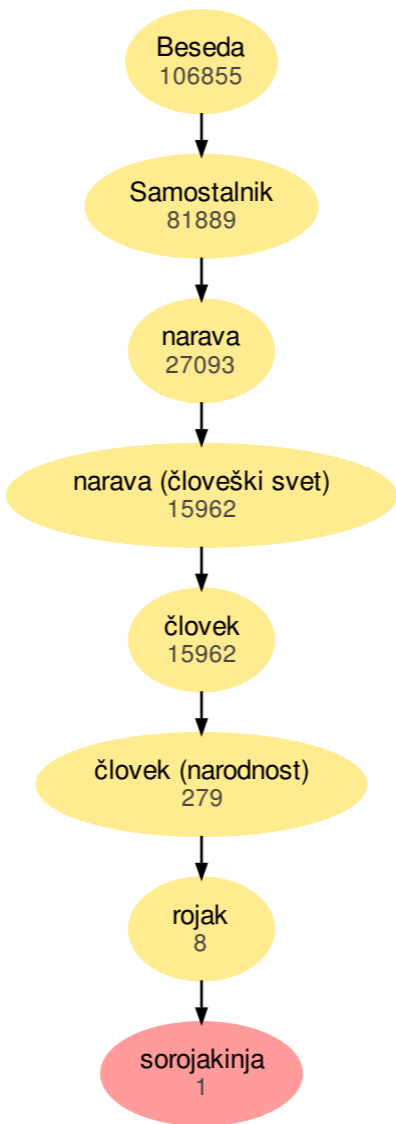 Beseda
106855
Samostalnik
81889
narava
27093
narava (človeški svet)
15962
človek
15962
človek (narodnost)
279
rojak
8
sorojakinja
1